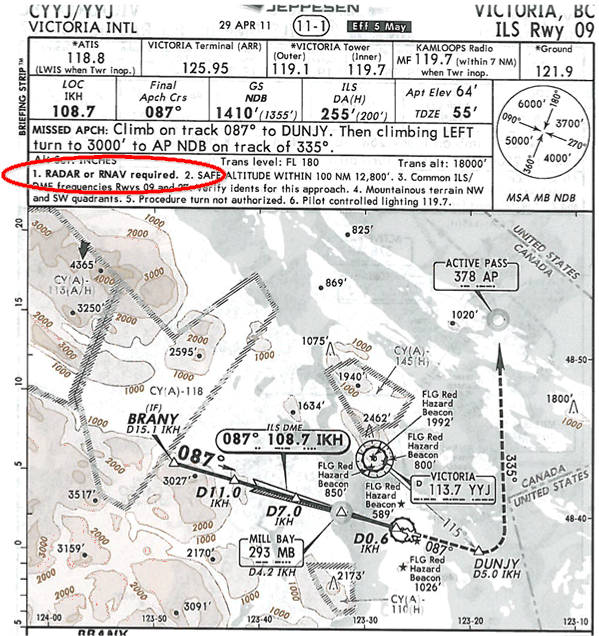 CYYJ/YYJ
JEPPESEN
VICTORIA, BC
VICTORIA INTL
29 APR 11
11-1
Eff 5 May
ILS Rwy 09
*ATIS
118.8
(LWIS when Twr inop.)
VICTORIA Terminal (ARR)
125.95
*VICTORIA Tower
(Outer) (Inner)
119.1 119.7
KAMLOOPS Radio
MF 119.7 (within 7 NM)
when Twr inop.
*Ground
121.9
BRIEFING STRIP™
LOC
IKH
108.7
Final
Apch Crs
087°
GS
NDB
1410' (1355')
ILS
DA(H)
255' (200')
Apt Elev 64'
TDZE 55'
MISSED APCH: Climb on track 087° to DUNJY. Then climbing LEFT
turn to 3000' to AP NDB on track of 335°.
INCHES
Trans level: FL 180
Trans alt: 18000'
1. RADAR or RNAV required. 2. SAFE ALTITUDE WITHIN 100 NM 12,800'. 3. Common ILS/
DME frequencies Rwys 09 and 27, verify idents for this approach. 4. Mountainous terrain NW
and SW quadrants. 5. Procedure turn not authorized. 6. Pilot controlled lighting 119.7.
6000'
180°
090°
3700'
5000'
270°
360°
4000'
MSA MB NDB
20
15
10
5
0
5
4365'
4000
CY(A)-
113(A/H)
3250'
3000
2000
1000
2595'
CY(A)-118
825'
869'
1075'
CY(A)-
145(H)
1940'
1634'
2462'
1000
UNITED STATES
CANADA
ACTIVE PASS
378 AP
1020'
48-50
1800'
1000
FLG Red
Hazard
Beacon
1992'
FLG Red
Hazard
Beacon
800'
FLG Red
Hazard
Beacon
850'
FLG Red
Hazard
Beacon
589'
VICTORIA
113.7 YYJ
(IF)
BRANY
D15.1 IKH
087°
ILS DME
087° 108.7 IKH
3027'
D11.0
IKH
D7.0
IKH
MILL BAY
293 MB
D4.2 IKH
D0.6
IKH
115°
087°
335°
CANADA
UNITED STATES
48-40
DUNJY
D5.0 IKH
FLG Red
Hazard
Beacon
1026'
3517'
3159'
2170'
2173'
CY(A)-
110(H)
3091'
2000
1000
124-00
123-50
123-40
123-30
123-20
123-10
BRANY